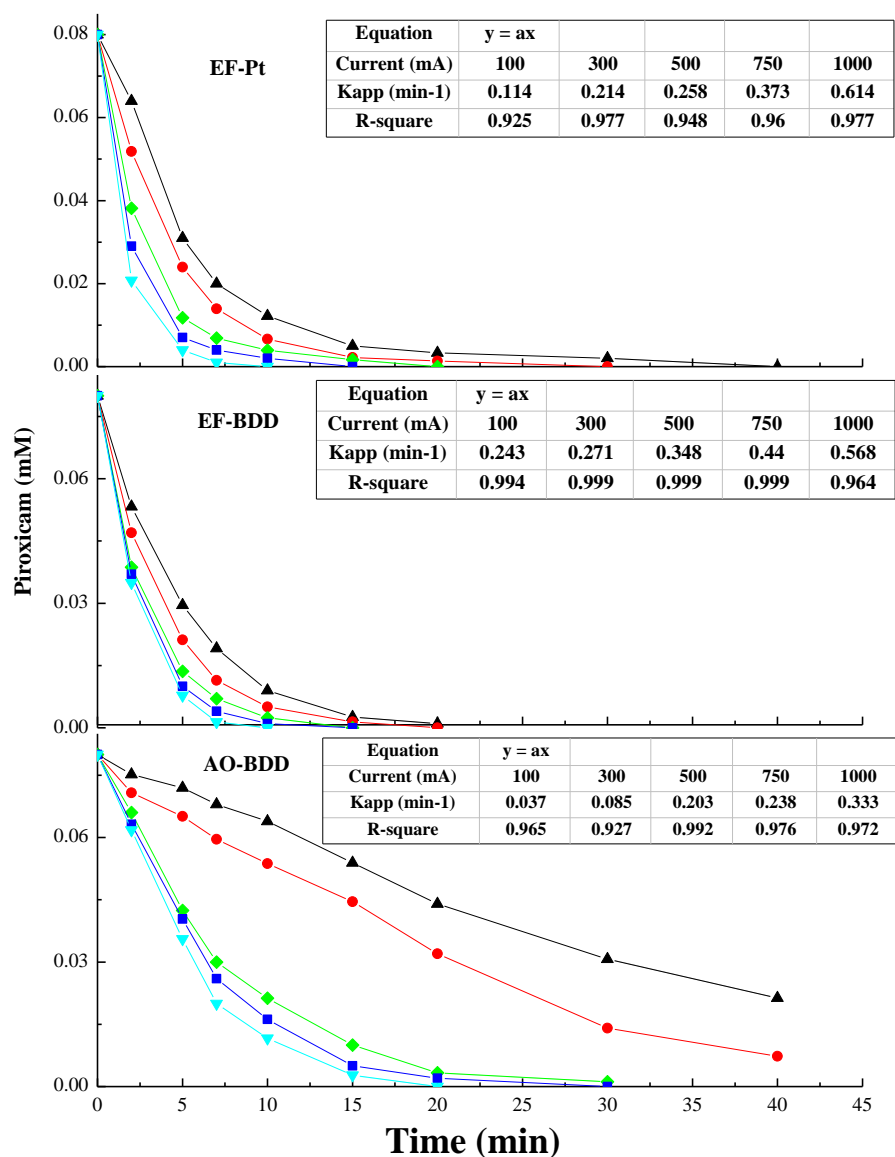 EF-Pt
Equation y = ax
Current (mA) 100 300 500 750 1000
Kapp (min-1) 0.114 0.214 0.258 0.373 0.614
R-square 0.925 0.977 0.948 0.96 0.977
0.08
0.06
0.04
0.02
0.00
EF-BDD
Equation y = ax
Current (mA) 100 300 500 750 1000
Kapp (min-1) 0.243 0.271 0.348 0.44 0.568
R-square 0.994 0.999 0.999 0.999 0.964
0.06
0.03
0.00
Piroxicam (mM)
AO-BDD
Equation y = ax
Current (mA) 100 300 500 750 1000
Kapp (min-1) 0.037 0.085 0.203 0.238 0.333
R-square 0.965 0.927 0.992 0.976 0.972
0.06
0.03
0.00
0 5 10 15 20 25 30 35 40 45
Time (min)